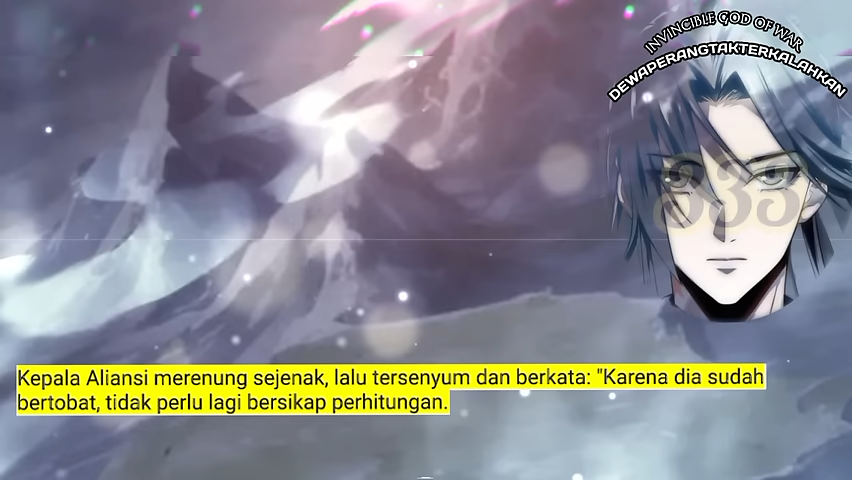 INVINCIBLE GOD OF WAR
DEWAPERANGTAKTERKALAHKAN
333
Kepala Aliansi merenung sejenak, lalu tersenyum dan berkata: "Karena dia sudah
bertobat, tidak perlu lagi bersikap perhitungan.